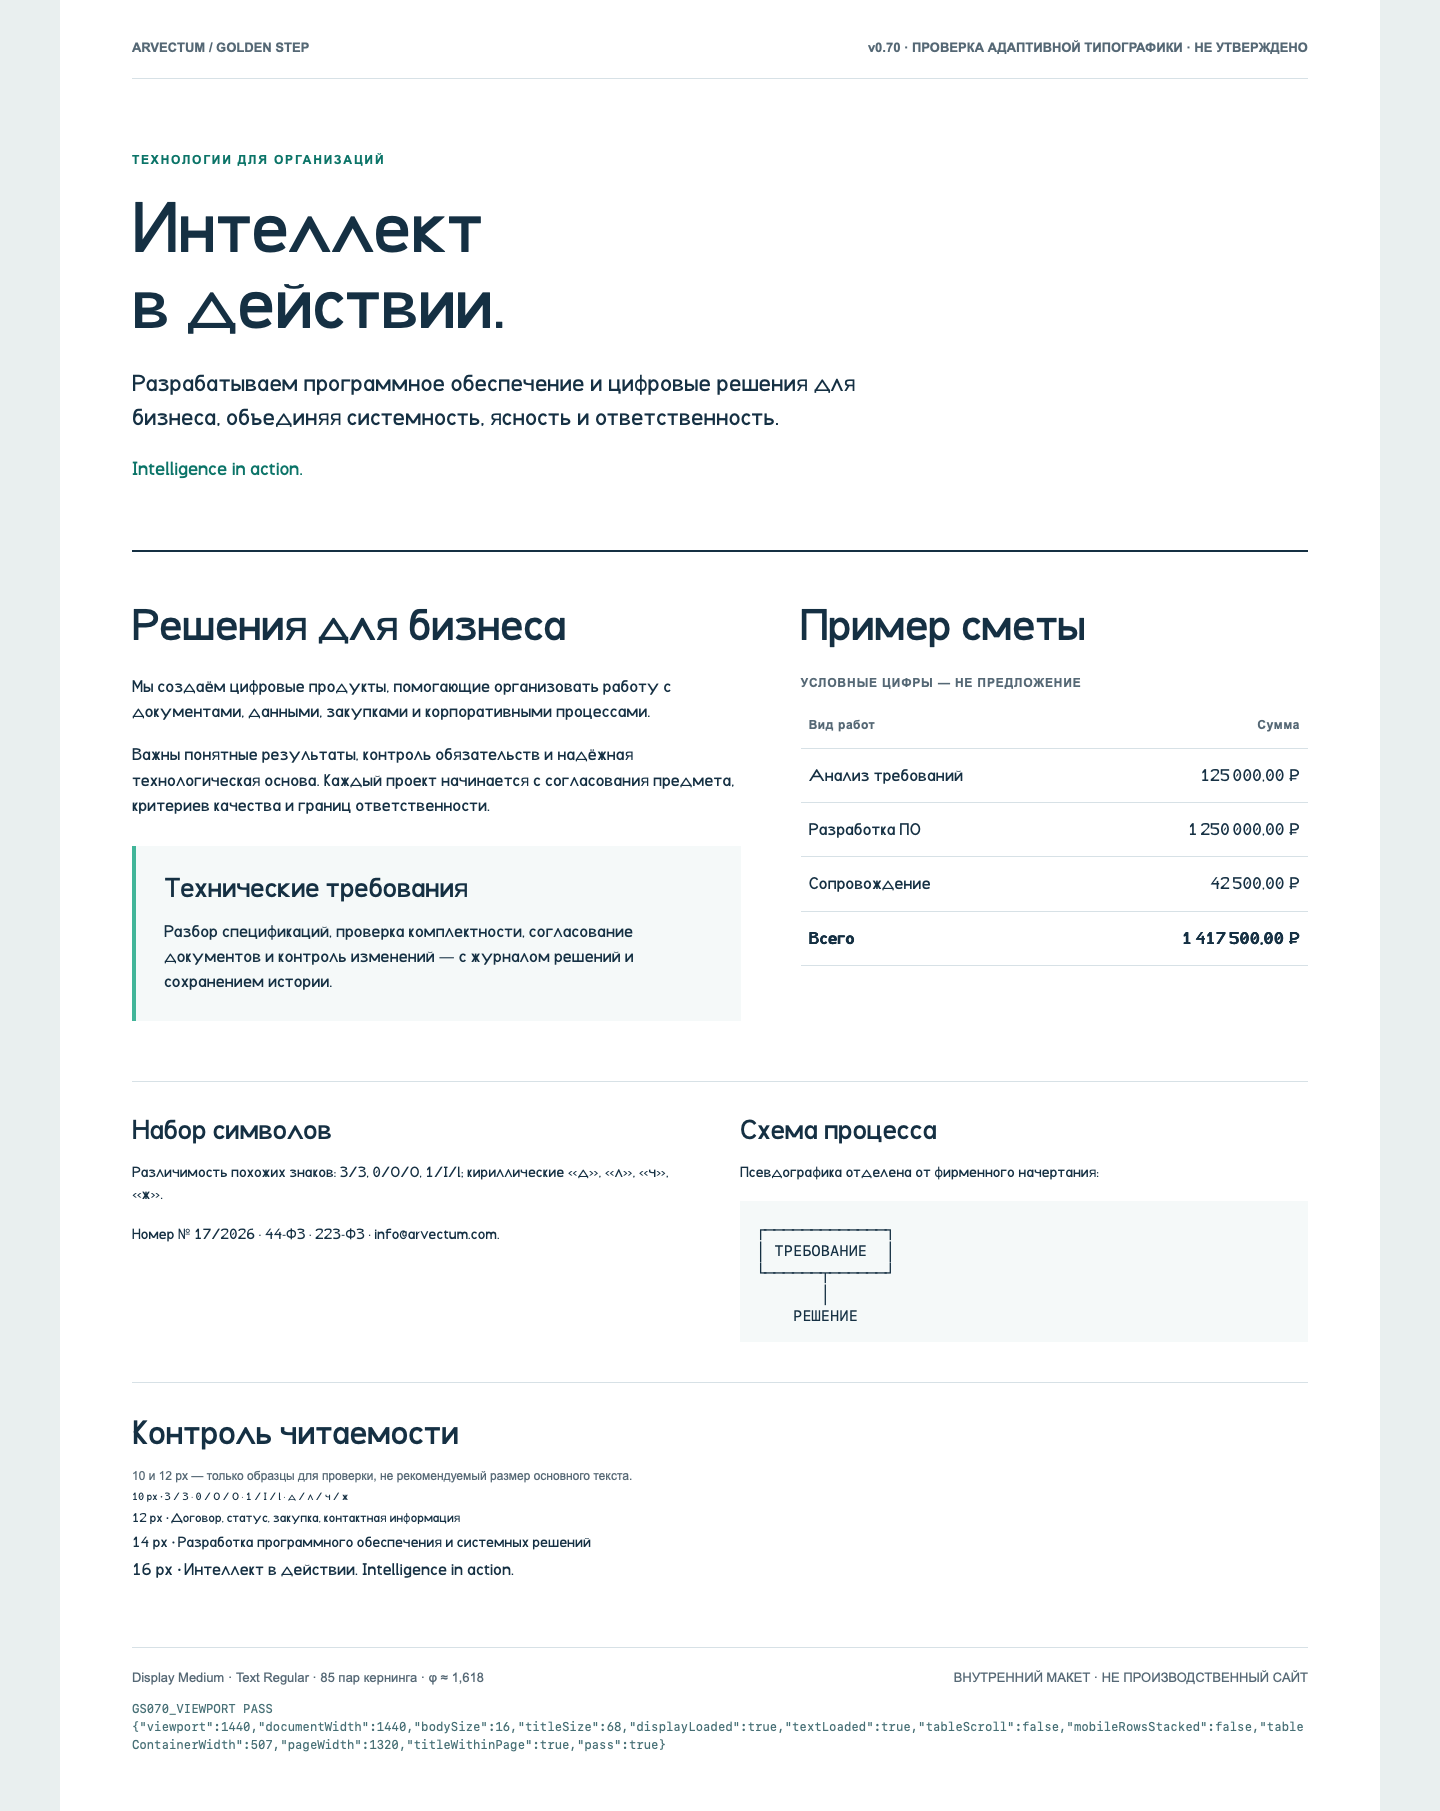 ARVECTUM / GOLDEN STEP
v0.70 · ПРОВЕРКА АДАПТИВНОЙ ТИПОГРАФИКИ · НЕ УТВЕРЖДЕНО
ТЕХНОЛОГИИ ДЛЯ ОРГАНИЗАЦИЙ
Интеллект
в действии.
Разрабатываем программное обеспечение и цифровые решения для
бизнеса, объединяя системность, ясность и ответственность.
Intelligence in action.
Решения для бизнеса
Мы создаём цифровые продукты, помогающие организовать работу с
документами, данными, закупками и корпоративными процессами.
Важны понятные результаты, контроль обязательств и надёжная
технологическая основа. Каждый проект начинается с согласования предмета,
критериев качества и границ ответственности.
Технические требования
Разбор спецификаций, проверка комплектности, согласование
документов и контроль изменений — с журналом решений и
сохранением истории.
Пример сметы
УСЛОВНЫЕ ЦИФРЫ — НЕ ПРЕДЛОЖЕНИЕ
Вид работ Сумма
Анализ требований 125 000,00 ₽
Разработка ПО 1 250 000,00 ₽
Сопровождение 42 500,00 ₽
Всего 1 417 500,00 ₽
Набор символов
Различимость похожих знаков: 3/З, 0/O/О, 1/I/l; кириллические «д», «л», «ч»,
«ж».
Номер № 17/2026 · 44-ФЗ · 223-ФЗ · info@arvectum.com.
Схема процесса
Псевдографика отделена от фирменного начертания:
ТРЕБОВАНИЕ
РЕШЕНИЕ
Контроль читаемости
10 и 12 px — только образцы для проверки, не рекомендуемый размер основного текста.
10 px · 3 / З · 0 / O / О · 1 / I / l · д / л / ч / ж
12 px · Договор, статус, закупка, контактная информация
14 px · Разработка программного обеспечения и системных решений
16 px · Интеллект в действии. Intelligence in action.
Display Medium · Text Regular · 85 пар кернинга · φ ≈ 1,618
ВНУТРЕННИЙ МАКЕТ · НЕ ПРОИЗВОДСТВЕННЫЙ САЙТ
GS070_VIEWPORT PASS
{"viewport":1440,"documentWidth":1440,"bodySize":16,"titleSize":68,"displayLoaded":true,"textLoaded":true,"tableScroll":false,"mobileRowsStacked":false,"table
ContainerWidth":507,"pageWidth":1320,"titleWithinPage":true,"pass":true}